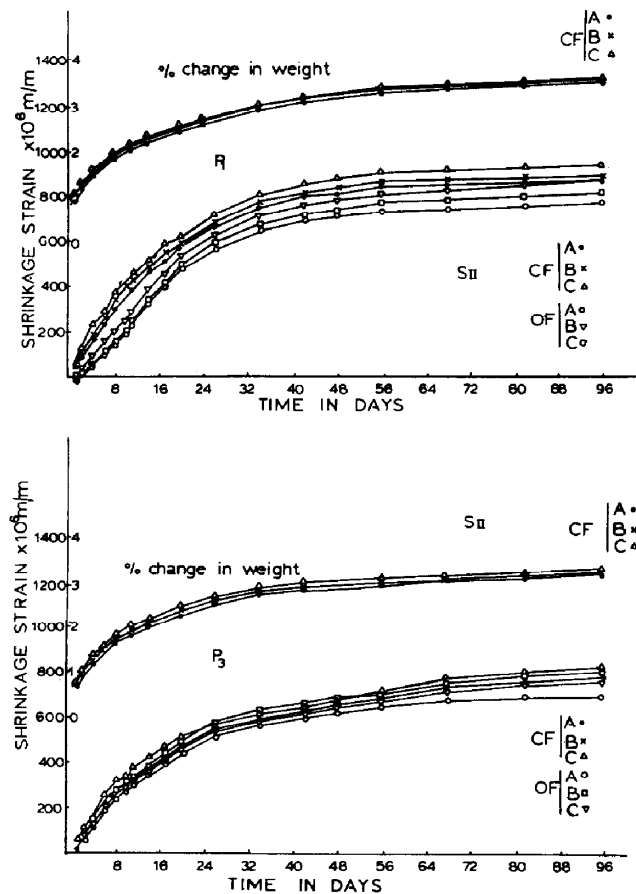 A •
CF B ×
C △
1400 4
% change in weight
1200 3
1000 2
P1
800 1
600 0
SII
400
200
A •
CF B ×
C △
A □
OF B ▽
C ○
SHRINKAGE STRAIN ×10⁶ m/m
8 16 24 32 40 48 56 64 72 80 88 96
TIME IN DAYS
SII
A •
CF B ×
C △
1400 4
% change in weight
1200 3
1000 2
P3
800 1
600 0
400
200
A •
CF B ×
C △
A ○
OF B □
C ▽
SHRINKAGE STRAIN ×10⁶ m/m
8 16 24 32 40 48 56 64 72 80 88 96
TIME IN DAYS